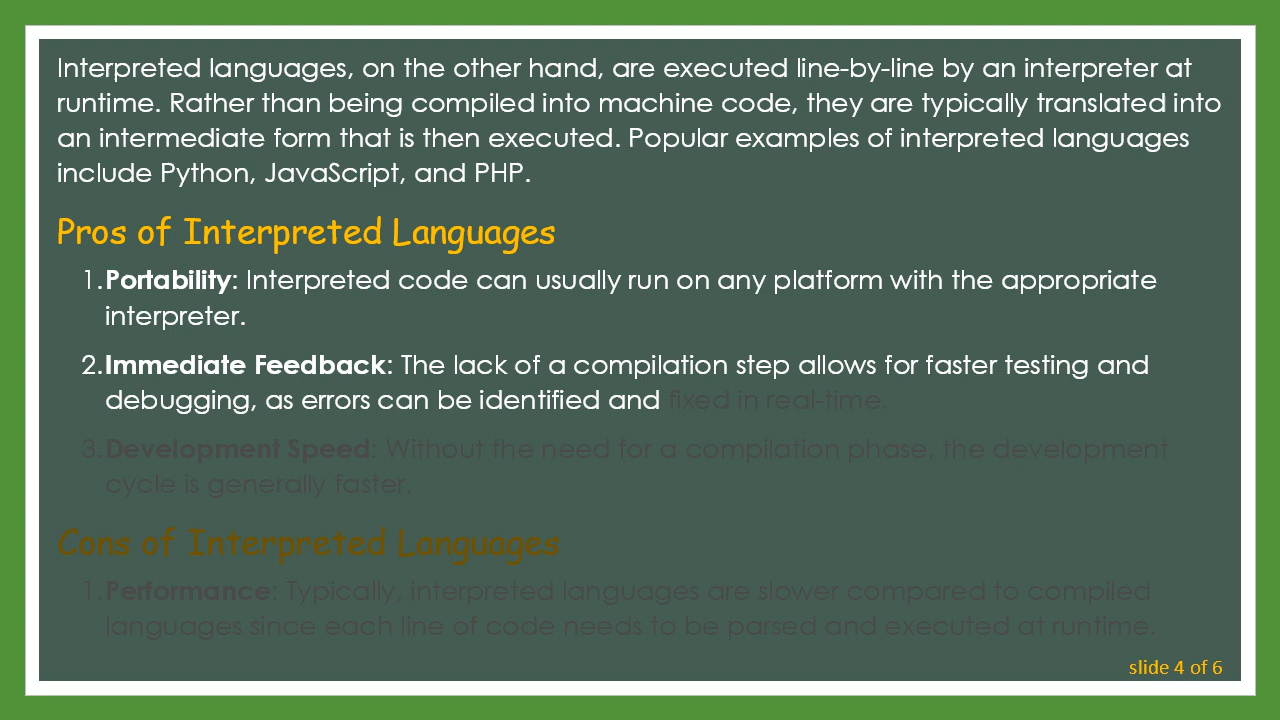 Interpreted languages, on the other hand, are executed line-by-line by an interpreter at
runtime. Rather than being compiled into machine code, they are typically translated into
an intermediate form that is then executed. Popular examples of interpreted languages
include Python, JavaScript, and PHP.
Pros of Interpreted Languages
1.Portability: Interpreted code can usually run on any platform with the appropriate
interpreter.
2.Immediate Feedback: The lack of a compilation step allows for faster testing and
debugging, as errors can be identified and fixed in real-time.
3.Development Speed: Without the need for a compilation phase, the development
cycle is generally faster.
Cons of Interpreted Languages
1.Performance: Typically, interpreted languages are slower compared to compiled
languages since each line of code needs to be parsed and executed at runtime.
slide 4 of 6